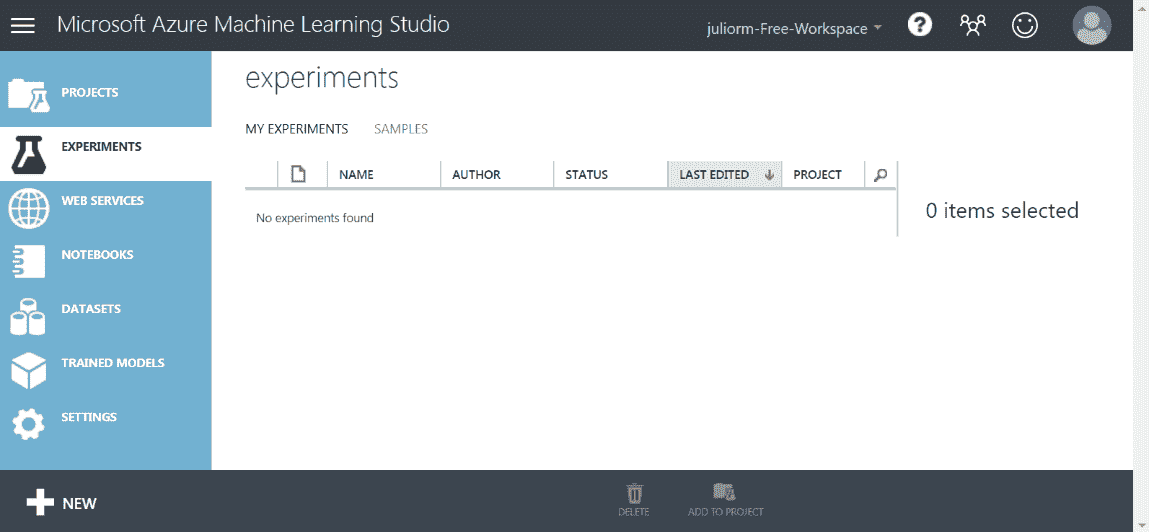 Microsoft Azure Machine Learning Studio
juliorm-Free-Workspace
?
PROJECTS
EXPERIMENTS
WEB SERVICES
NOTEBOOKS
DATASETS
TRAINED MODELS
SETTINGS
experiments
MY EXPERIMENTS SAMPLES
NAME AUTHOR STATUS LAST EDITED PROJECT
No experiments found
0 items selected
NEW
DELETE
ADD TO PROJECT